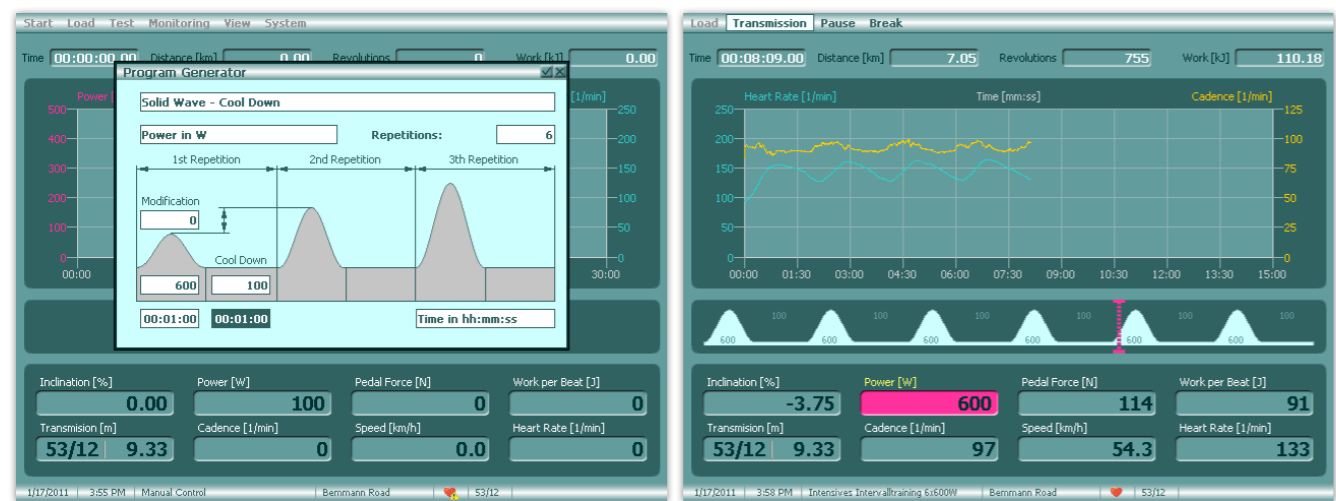 Start Load Test Monitoring View System
Time 00:00:00.00 Distance [km] 0.00 Revolutions 0 Work [kJ] 0.00
Program Generator
Solid Wave - Cool Down
Power in W Repetitions: 6
1st Repetition 2nd Repetition 3th Repetition
Modification
0
Cool Down
600 100
00:01:00 00:01:00 Time in hh:mm:ss
Power [
[1/min]
500 250
400 200
300 150
200 100
100 50
0 0
00:00 30:00
Inclination [%] Power [W] Pedal Force [N] Work per Beat [J]
0.00 100 0 0
Transmision [m] Cadence [1/min] Speed [km/h] Heart Rate [1/min]
53/12 9.33 0 0.0 0
1/17/2011 3:55 PM Manual Control Bemmann Road 53/12
Load Transmission Pause Break
Time 00:08:09.00 Distance [km] 7.05 Revolutions 755 Work [kJ] 110.18
Heart Rate [1/min] Time [mm:ss] Cadence [1/min]
250 125
200 100
150 75
100 50
50 25
0 0
00:00 01:30 03:00 04:30 06:00 07:30 09:00 10:30 12:00 13:30 15:00
100 100 100 100 100 100
600 600 600 600 600 600
Inclination [%] Power [W] Pedal Force [N] Work per Beat [J]
-3.75 600 114 91
Transmision [m] Cadence [1/min] Speed [km/h] Heart Rate [1/min]
53/12 9.33 97 54.3 133
1/17/2011 3:58 PM Intensives Intervalltraining 6x600W Bemmann Road 53/12